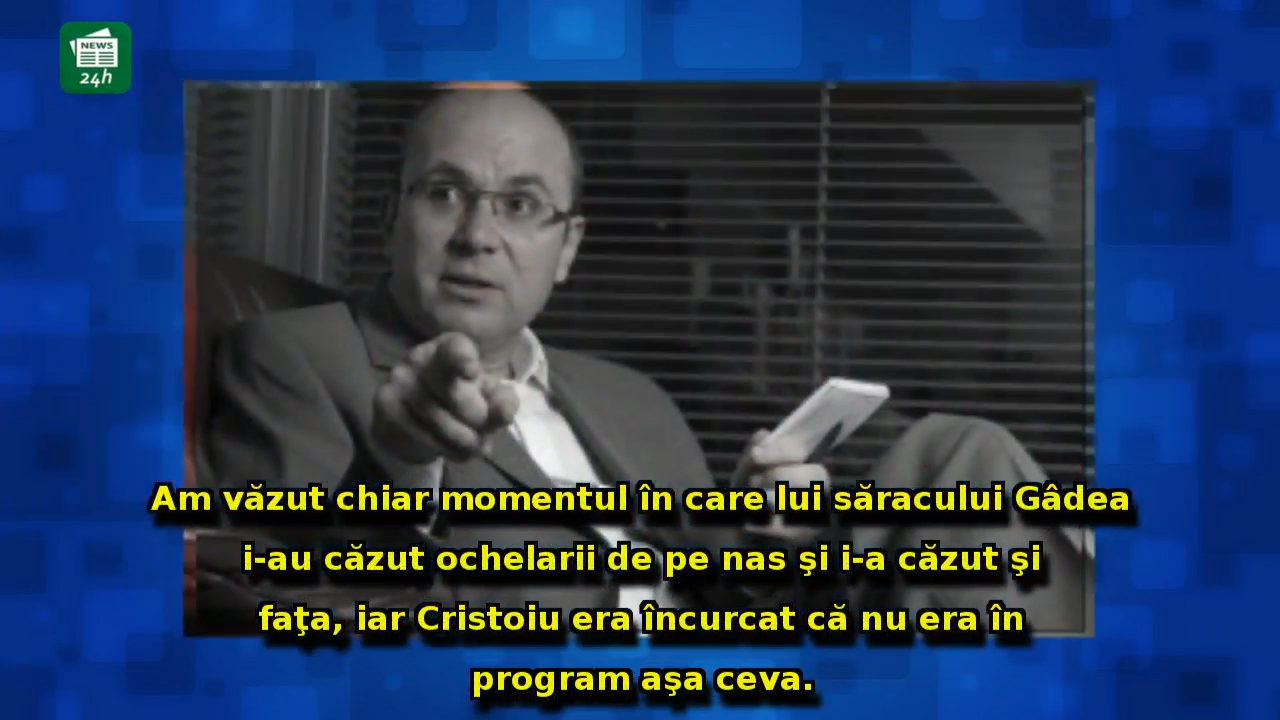 NEWS
24h
Am văzut chiar momentul în care lui săracului Gâdea
i-au căzut ochelarii de pe nas şi i-a căzut şi
faţa, iar Cristoiu era încurcat că nu era în
program aşa ceva.